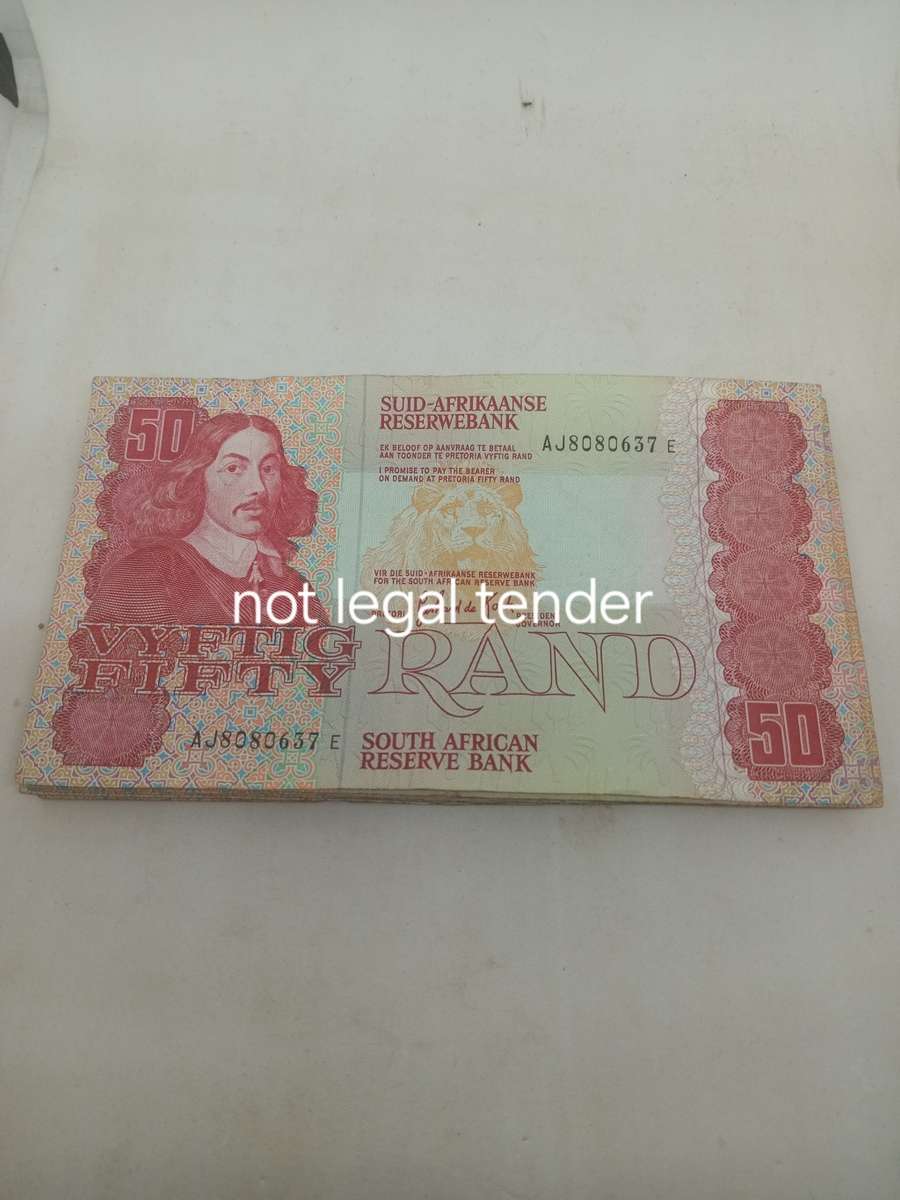 50
SUID-AFRIKAANSE
RESERWEBANK
EK BELOOF OP AANVRAAG TE BETAAL
AAN TOONDER TE PRETORIA VYFTIG RAND
AJ8080637 E
I PROMISE TO PAY THE BEARER
ON DEMAND AT PRETORIA FIFTY RAND
VIR DIE SUID-AFRIKAANSE RESERWEBANK
FOR THE SOUTH AFRICAN RESERVE BANK
not legal tender
GOVERNOR
VYFTIG
FIFTY
RAND
50
AJ8080637 E
SOUTH AFRICAN
RESERVE BANK